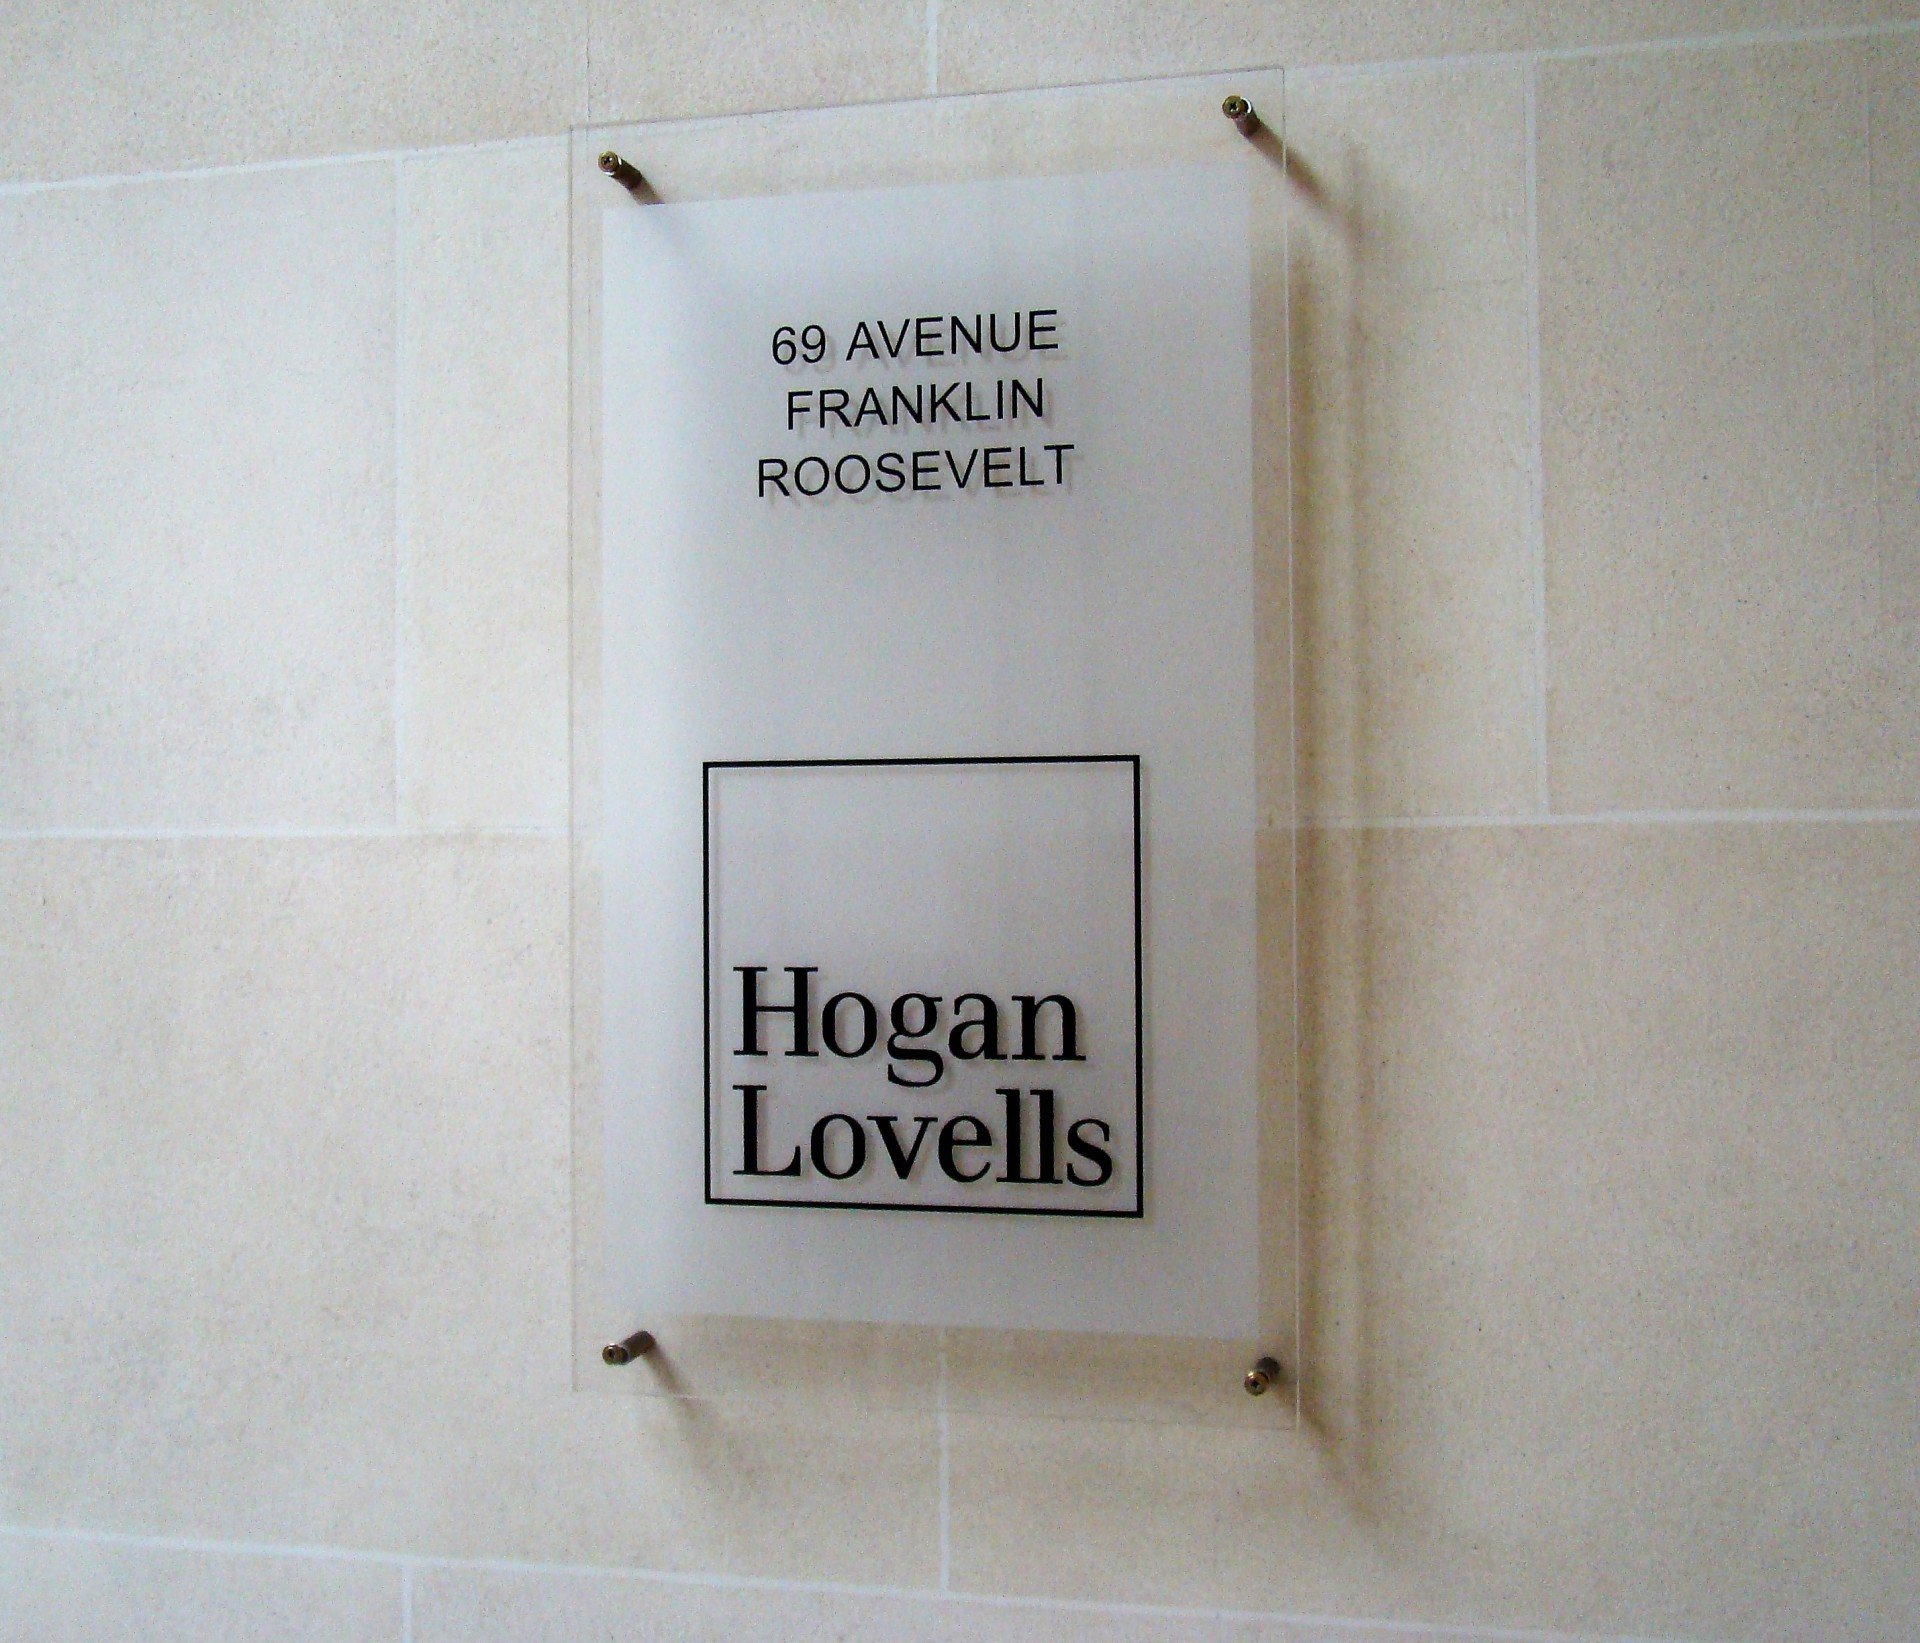 69 AVENUE
FRANKLIN
ROOSEVELT
Hogan
Lovells